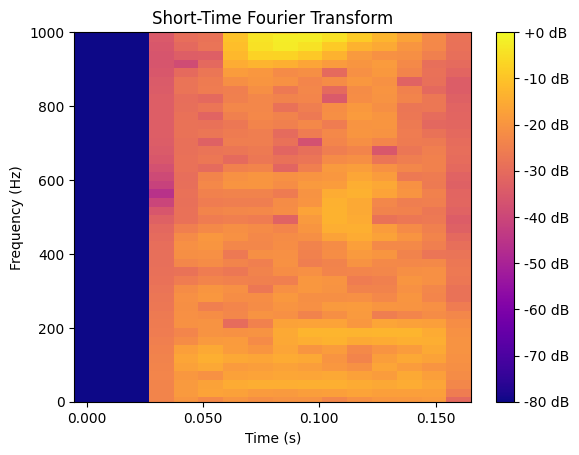 Short-Time Fourier Transform
1000
800
600
400
200
0
Frequency (Hz)
0.000
0.050
0.100
0.150
Time (s)
+0 dB
-10 dB
-20 dB
-30 dB
-40 dB
-50 dB
-60 dB
-70 dB
-80 dB